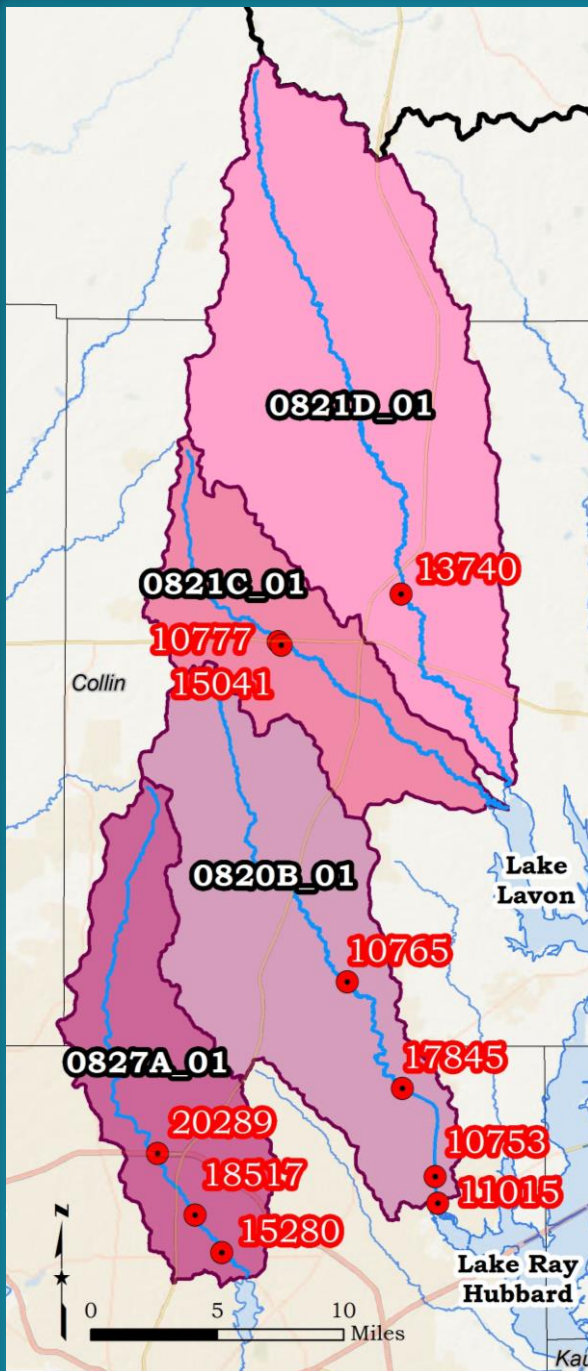 0821D_01
13740
0821C_01
10777
15041
Collin
0820B_01
Lake
Lavon
10765
0827A_01
17845
20289
10753
18517
11015
15280
N
Lake Ray
Hubbard
0 5 10
Miles